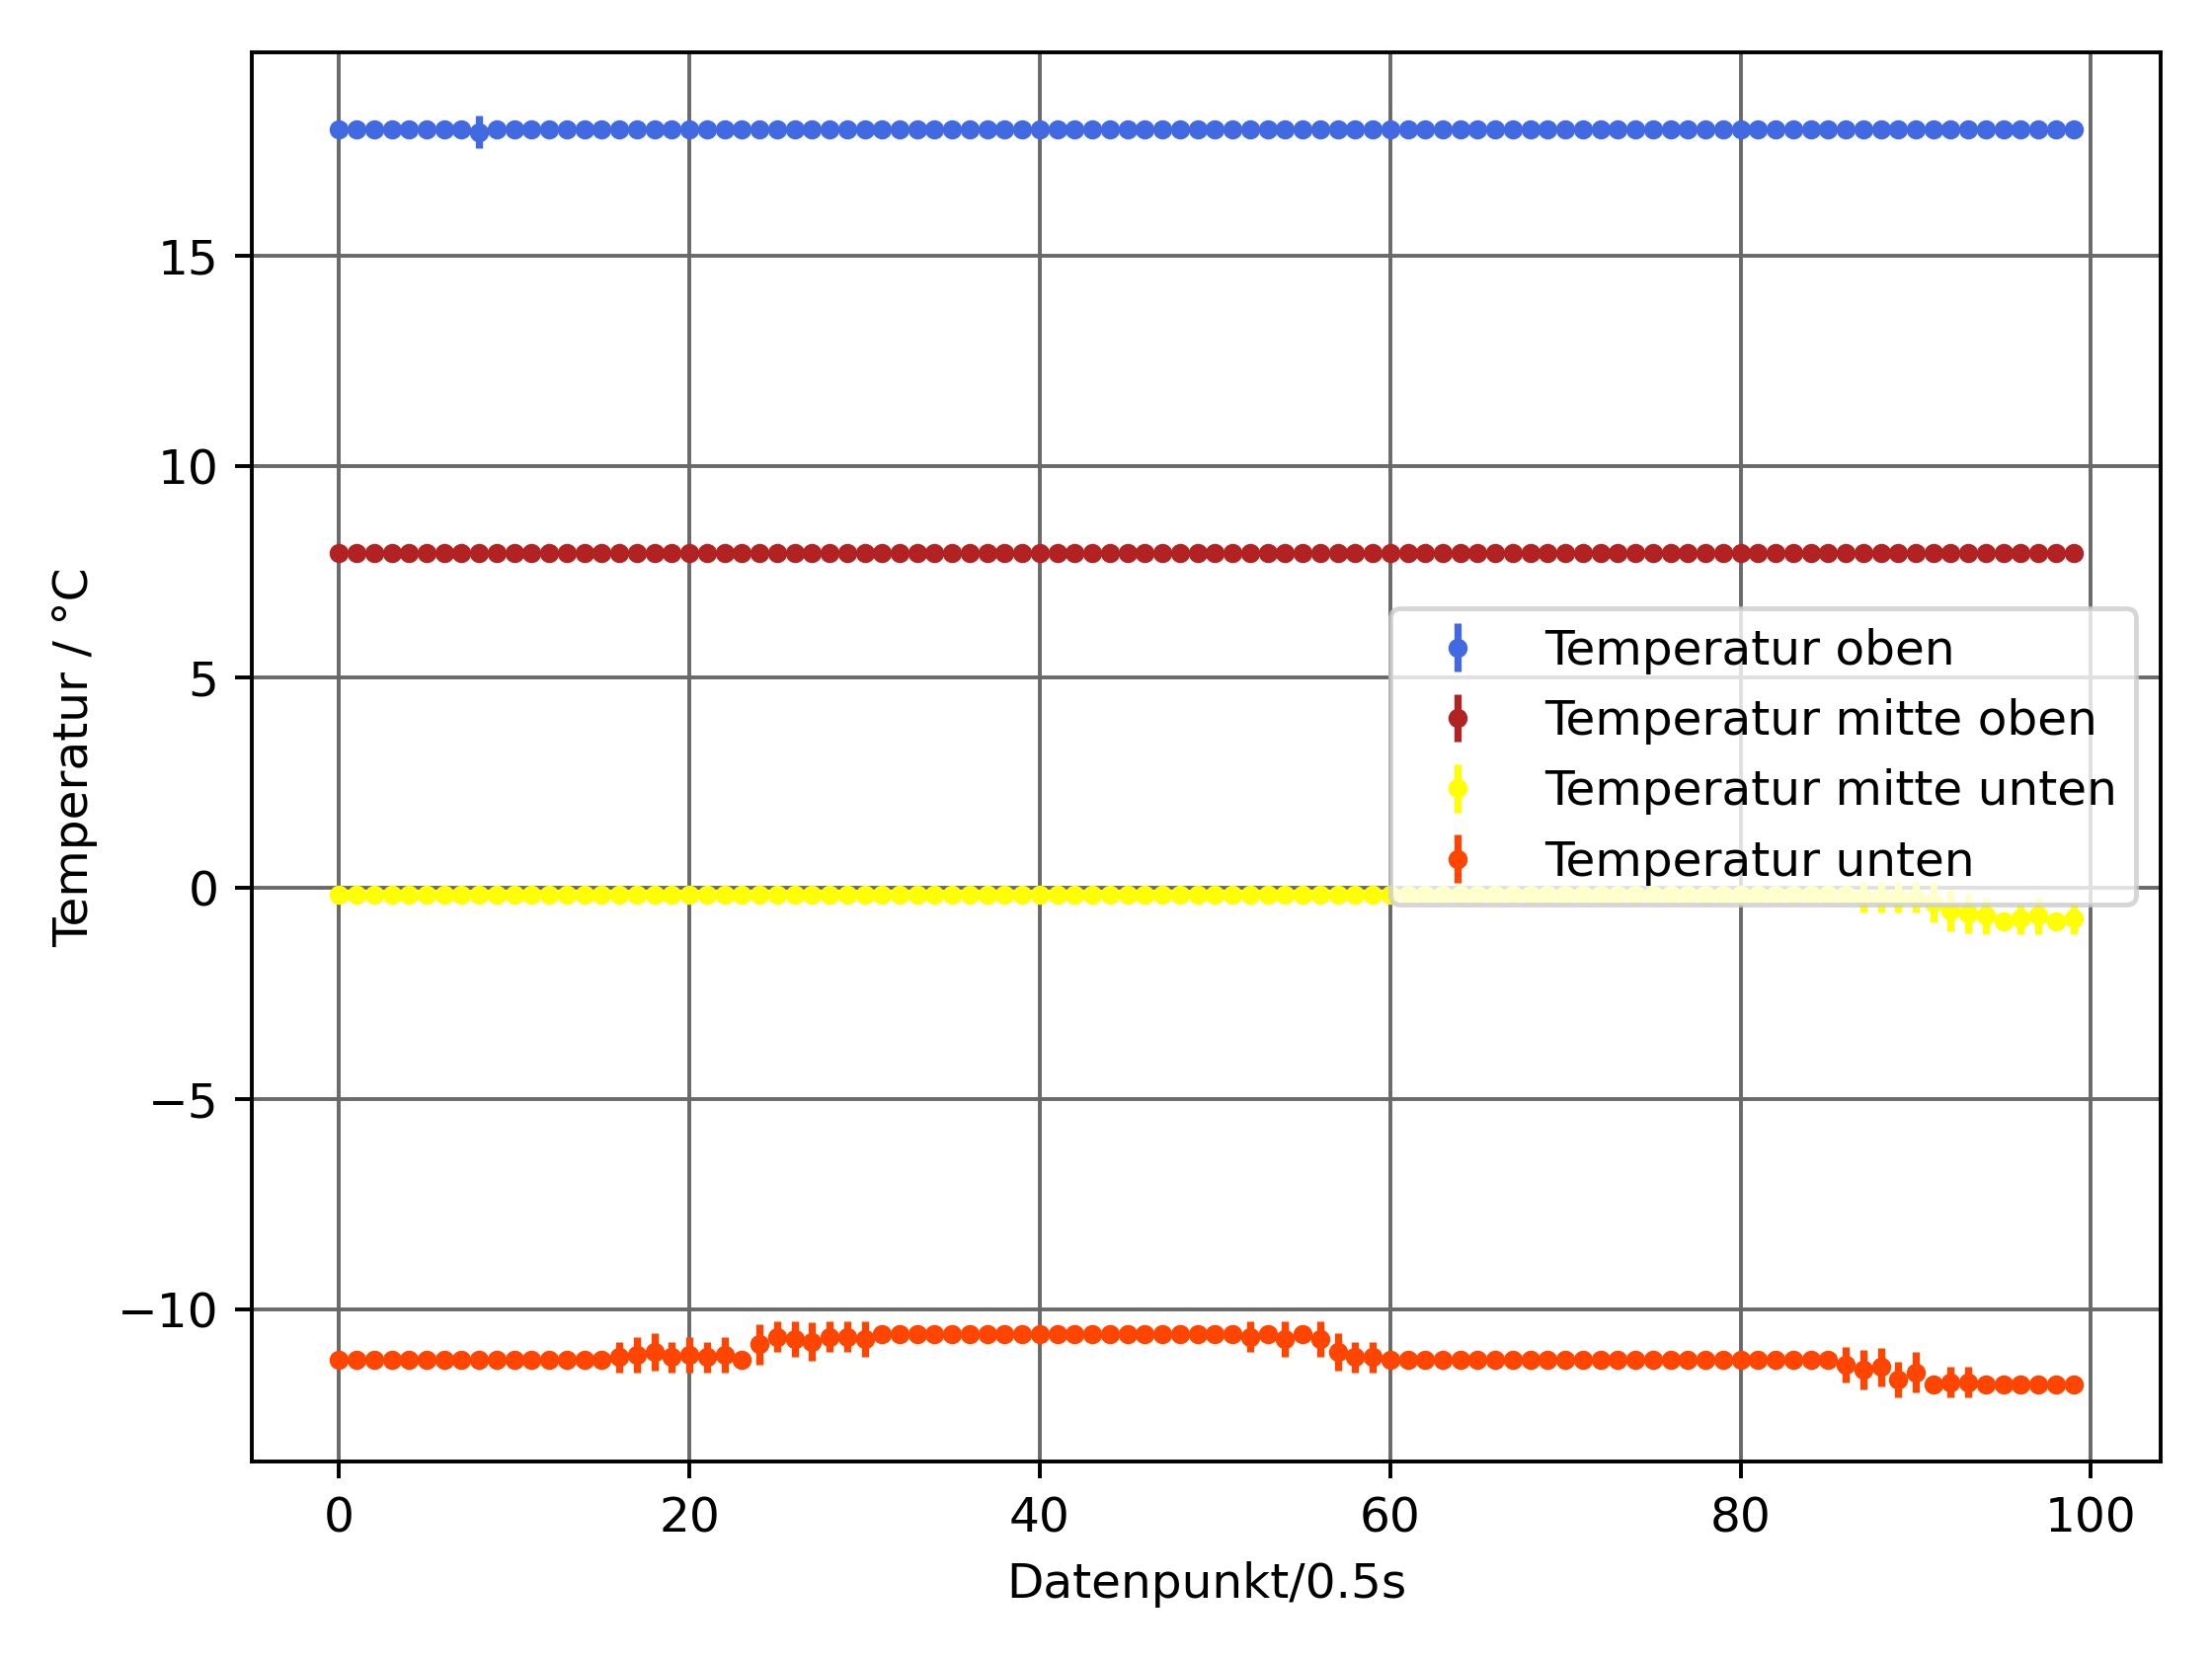 15
10
5
0
−5
−10
Temperatur / °C
Temperatur oben
Temperatur mitte oben
Temperatur mitte unten
Temperatur unten
0 20 40 60 80 100
Datenpunkt/0.5s